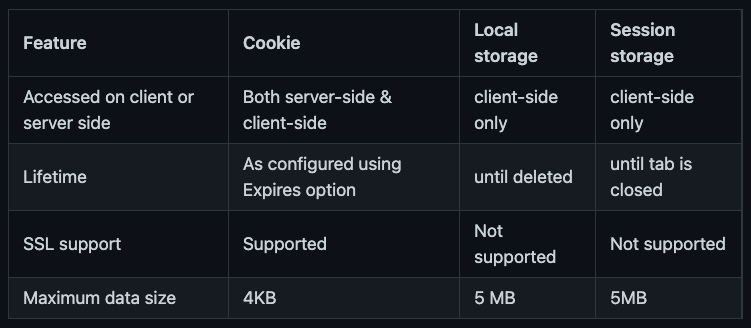 Feature
Cookie
Local
storage
Session
storage
Accessed on client or
server side
Both server-side &
client-side
client-side
only
client-side
only
Lifetime
As configured using
Expires option
until deleted
until tab is
closed
SSL support
Supported
Not
supported
Not supported
Maximum data size
4KB
5 MB
5MB